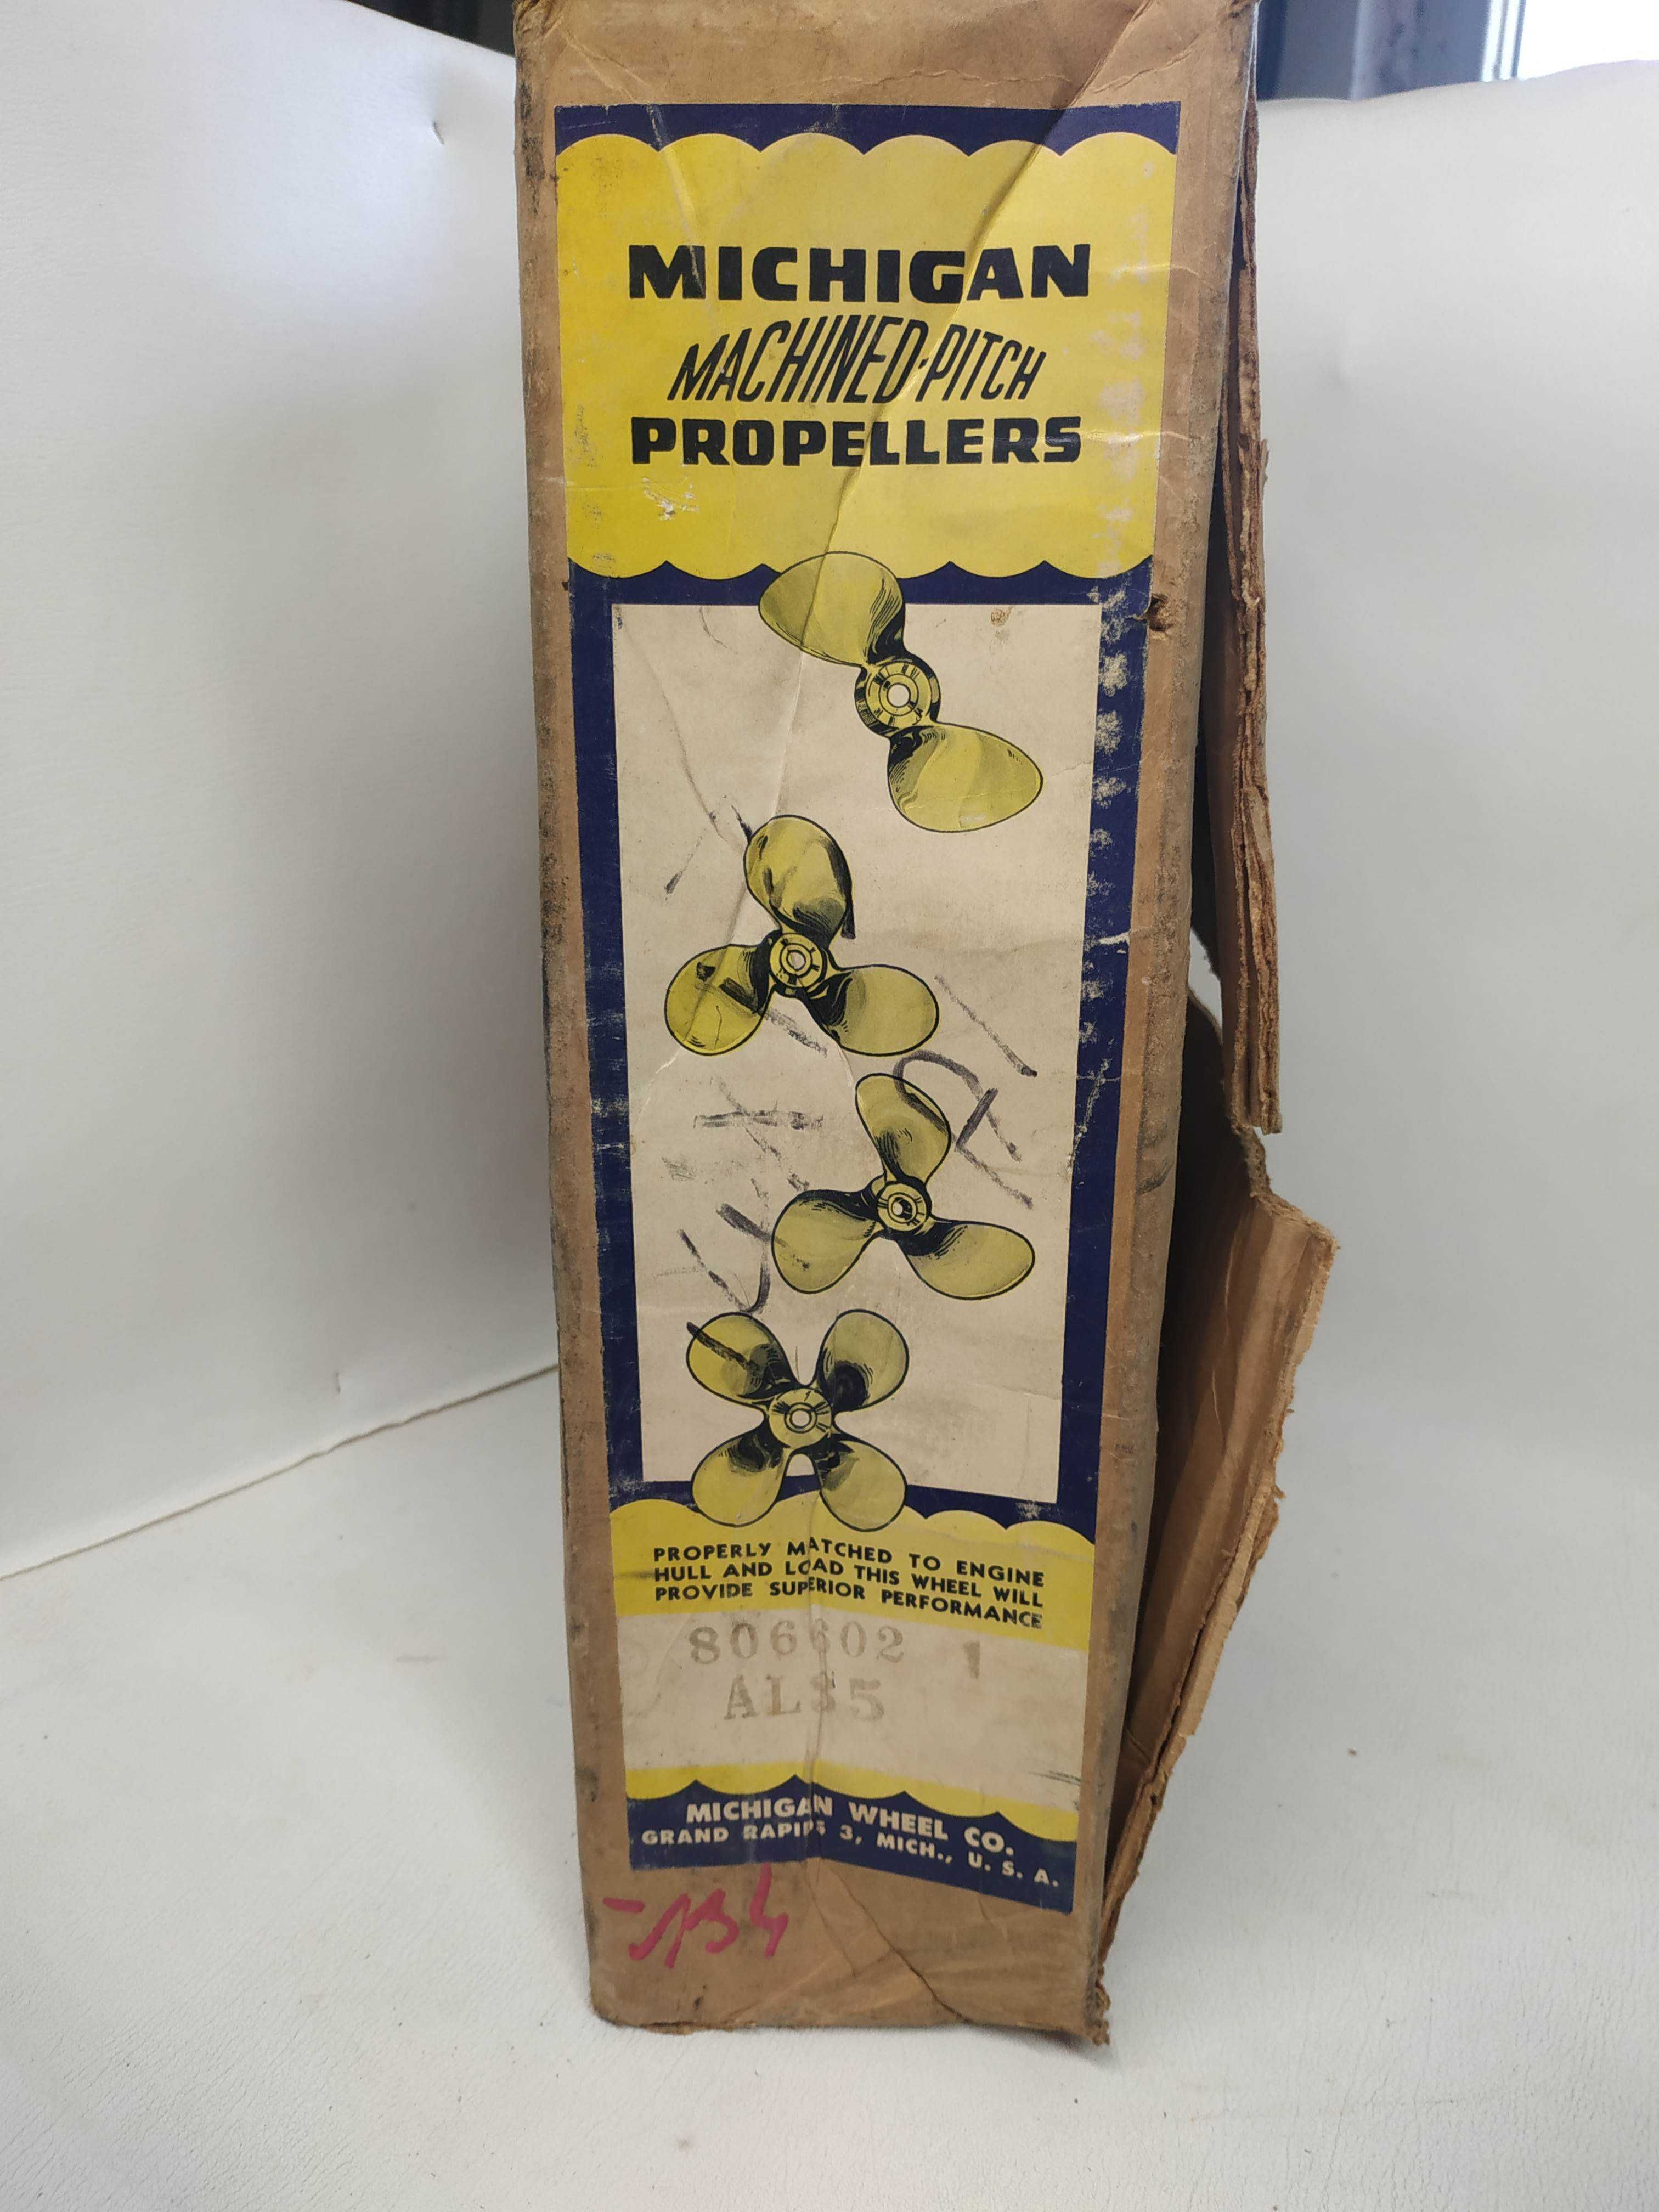 MICHIGAN
MACHINED-PITCH
PROPELLERS
PROPERLY MATCHED TO ENGINE
HULL AND LOAD THIS WHEEL WILL
PROVIDE SUPERIOR PERFORMANCE
806602 1
AL35
MICHIGAN WHEEL CO.
GRAND RAPIDS 3, MICH., U. S. A.